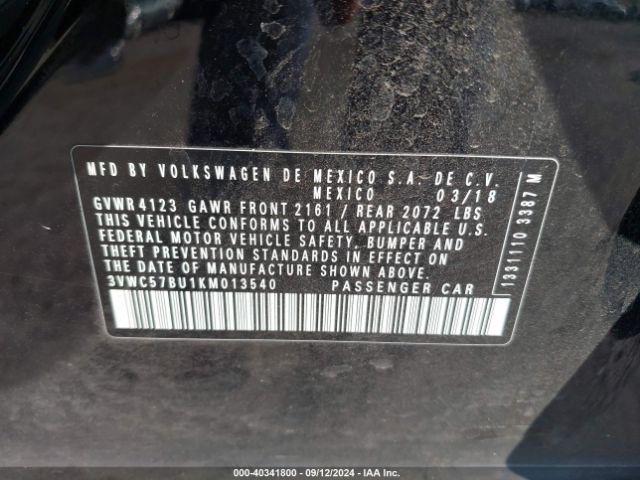 MFD BY VOLKSWAGEN DE MEXICO S.A. DE C.V.
MEXICO 03/18
GVWR 4123 GAWR FRONT 2161 / REAR 2072 LBS
THIS VEHICLE CONFORMS TO ALL APPLICABLE U.S.
FEDERAL MOTOR VEHICLE SAFETY, BUMPER AND
THEFT PREVENTION STANDARDS IN EFFECT ON
THE DATE OF MANUFACTURE SHOWN ABOVE.
3VWC57BU1KM013540 PASSENGER CAR
1331110 3387 M
000-40341800 - 09/12/2024 - IAA Inc.